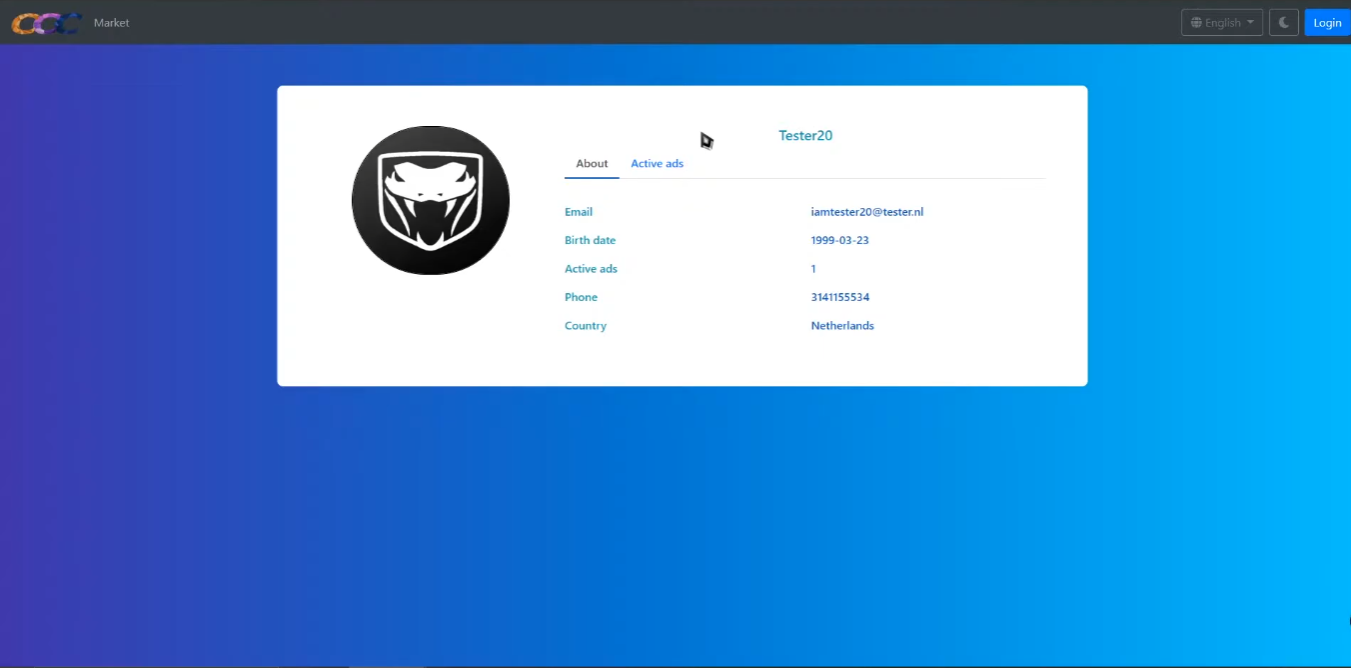 COC Market English Login
Tester20
About Active ads
Email iamtester20@tester.nl
Birth date 1999-03-23
Active ads 1
Phone 3141155534
Country Netherlands